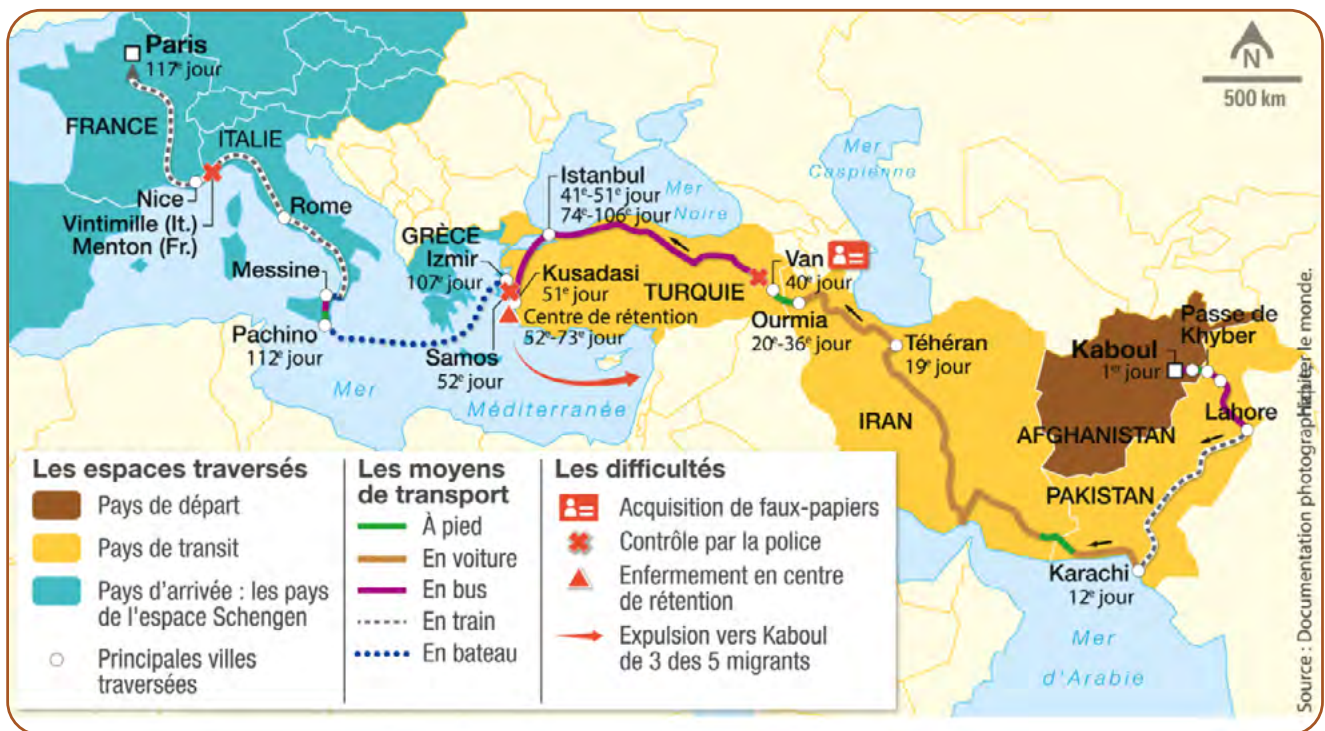 Paris
117e jour
FRANCE
ITALIE
Nice
Vintimille (It.)
Menton (Fr.)
Rome
Messine
Pachino
112e jour
GRÈCE
Izmir
107e jour
Samos
52e jour
Istanbul
41e-51e jour
74e-106e jour
Mer
Noire
Kusadasi
51e jour
Centre de rétention
52e-73e jour
TURQUIE
Van
40e jour
Ourmia
20e-36e jour
Mer
Caspienne
Téhéran
19e jour
IRAN
Kaboul
1er jour
Passe de
Khyber
Lahore
AFGHANISTAN
PAKISTAN
Karachi
12e jour
Mer
Méditerranée
Mer
d'Arabie
N
500 km
Les espaces traversés
Pays de départ
Pays de transit
Pays d'arrivée : les pays
de l'espace Schengen
Principales villes
traversées
Les moyens
de transport
À pied
En voiture
En bus
En train
En bateau
Les difficultés
Acquisition de faux-papiers
Contrôle par la police
Enfermement en centre
de rétention
Expulsion vers Kaboul
de 3 des 5 migrants
Source : Documentation photographique, le monde.